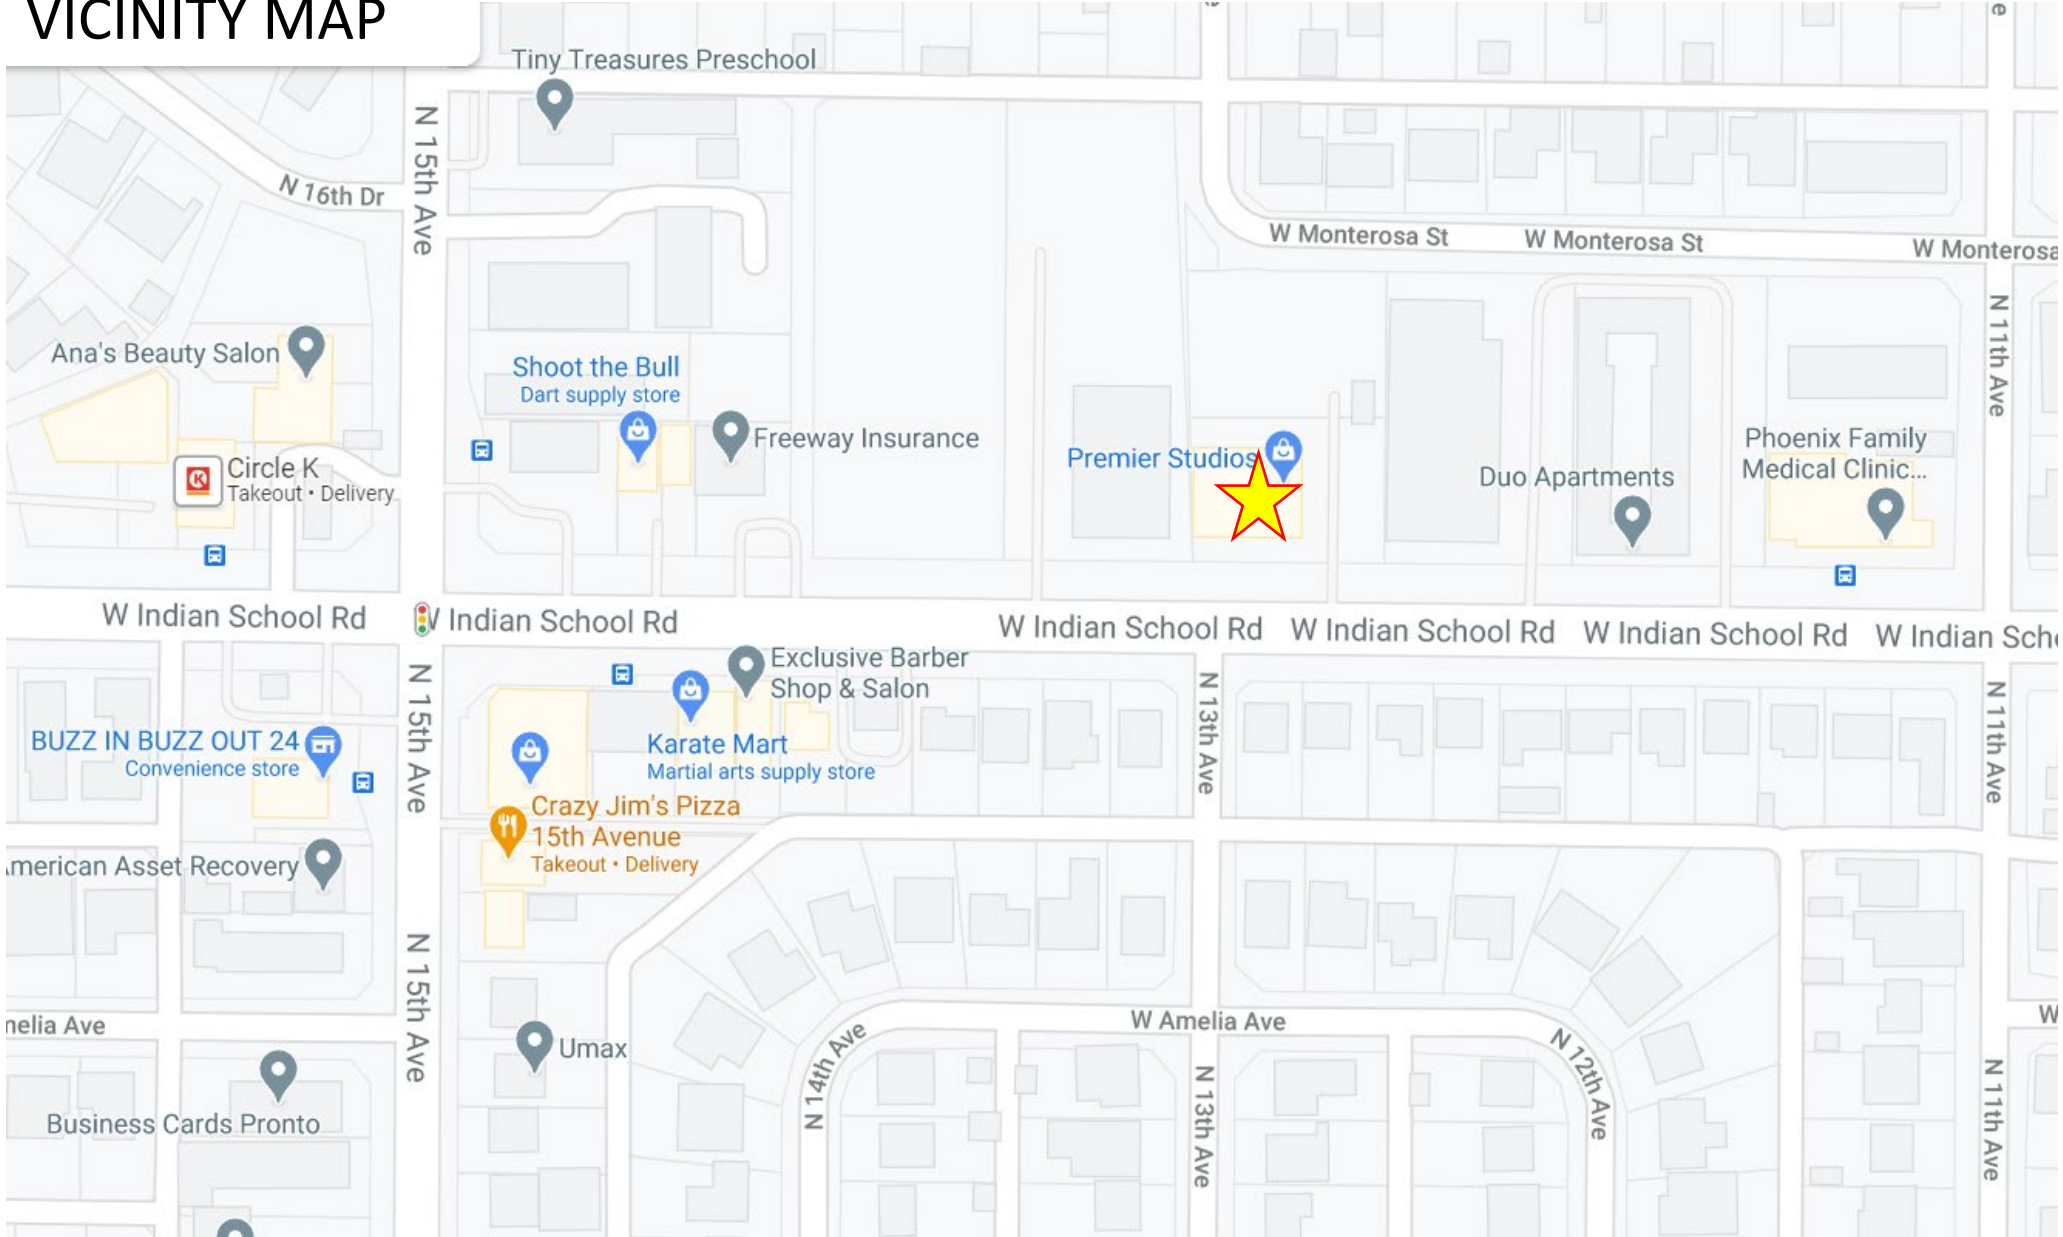 VICINITY MAP
Tiny Treasures Preschool
N 15th Ave
N 16th Dr
W Monterosa St
W Monterosa St
W Monterosa
N 11th Ave
Ana's Beauty Salon
Shoot the Bull
Dart supply store
Freeway Insurance
Premier Studios
Duo Apartments
Phoenix Family
Medical Clinic...
Circle K
Takeout • Delivery
W Indian School Rd
W Indian School Rd
W Indian School Rd
W Indian School Rd
W Indian School Rd
W Indian Sch
Exclusive Barber
Shop & Salon
N 15th Ave
N 13th Ave
N 11th Ave
BUZZ IN BUZZ OUT 24
Convenience store
Karate Mart
Martial arts supply store
Crazy Jim's Pizza
15th Avenue
Takeout • Delivery
American Asset Recovery
N 15th Ave
melia Ave
W Amelia Ave
W
Umax
N 14th Ave
N 12th Ave
N 13th Ave
N 11th Ave
Business Cards Pronto